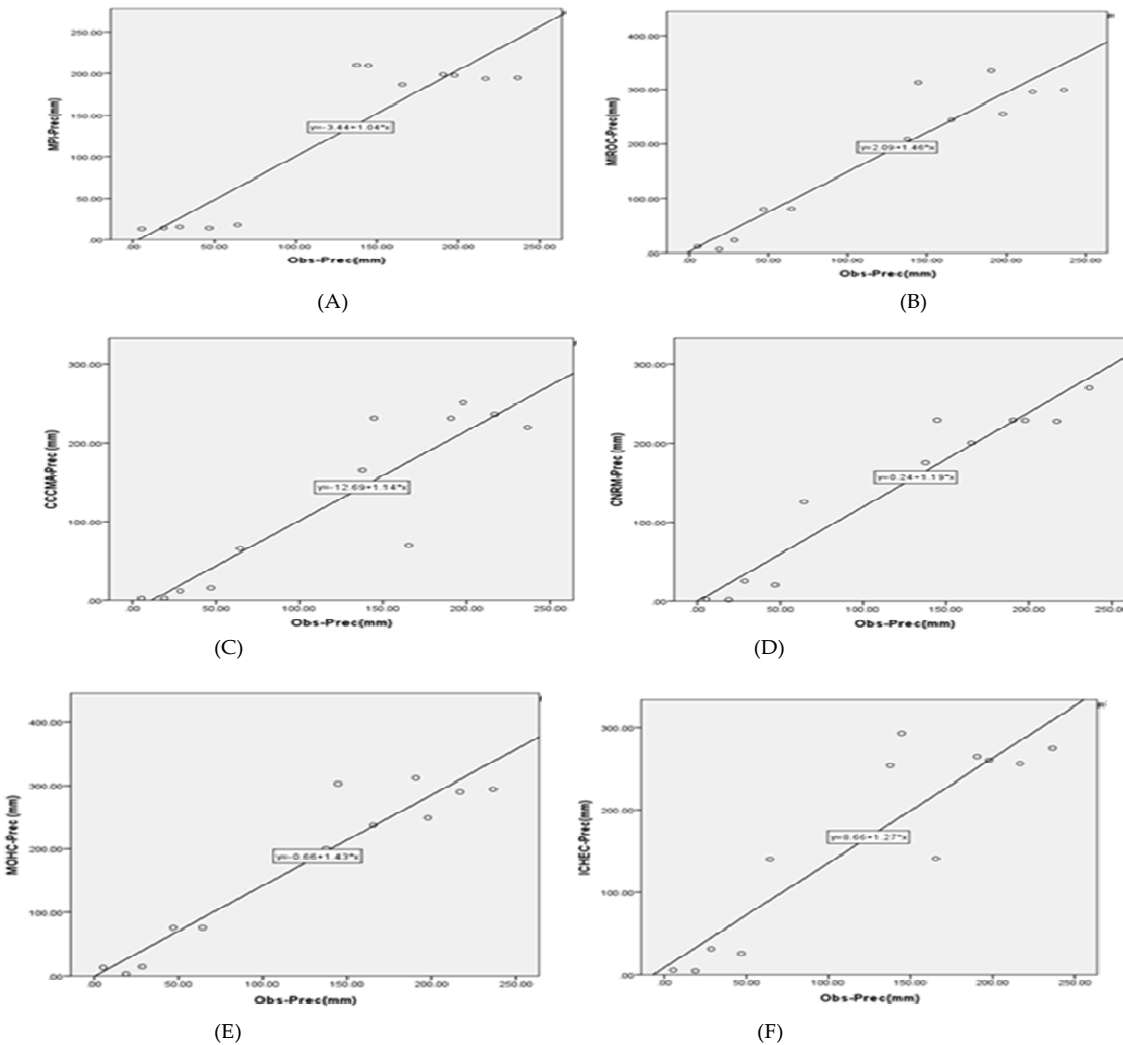 MPI-Prec(mm)
250.00
200.00
150.00
100.00
50.00
.00
y=-3.44+1.04*x
.00 50.00 100.00 150.00 200.00 250.00
Obs-Prec(mm)
(A)
MIROC-Prec(mm)
400.00
300.00
200.00
100.00
.00
y=2.09+1.46*x
.00 50.00 100.00 150.00 200.00 250.00
Obs-Prec(mm)
(B)
CCCMA-Prec (mm)
300.00
200.00
100.00
.00
y=-12.69+1.14*x
.00 50.00 100.00 150.00 200.00 250.00
Obs-Prec(mm)
(C)
CNRM-Prec (mm)
300.00
200.00
100.00
.00
y=0.24+1.19*x
.00 50.00 100.00 150.00 200.00 250.00
Obs-Prec(mm)
(D)
MOHC-Prec (mm)
400.00
300.00
200.00
100.00
.00
y=-0.66+1.43*x
.00 50.00 100.00 150.00 200.00 250.00
Obs-Prec(mm)
(E)
ICHEC-Prec(mm)
300.00
200.00
100.00
.00
y=8.66+1.27*x
.00 50.00 100.00 150.00 200.00 250.00
Obs-Prec(mm)
(F)